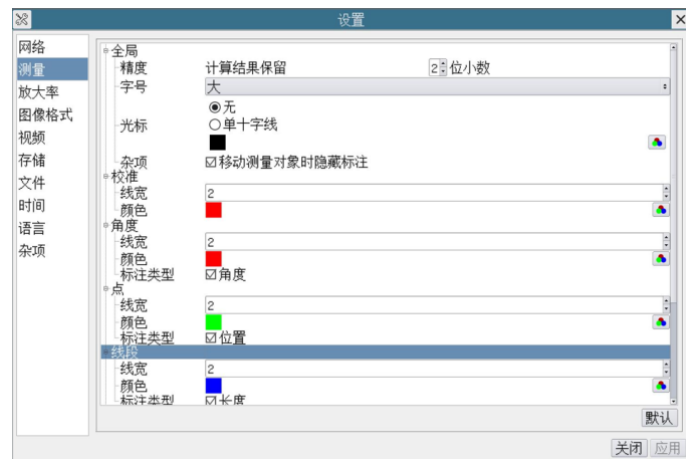 设置
网络
测量
放大率
图像格式
视频
存储
文件
时间
语言
杂项
全局
精度 计算结果保留 2 位小数
字号 大
无
光标 单十字线
杂项 移动测量对象时隐藏标注
校准
线宽 2
颜色
角度
线宽 2
颜色
标注类型 角度
点
线宽 2
颜色
标注类型 位置
线段
线宽 2
颜色
标注类型 长度
默认
关闭 应用